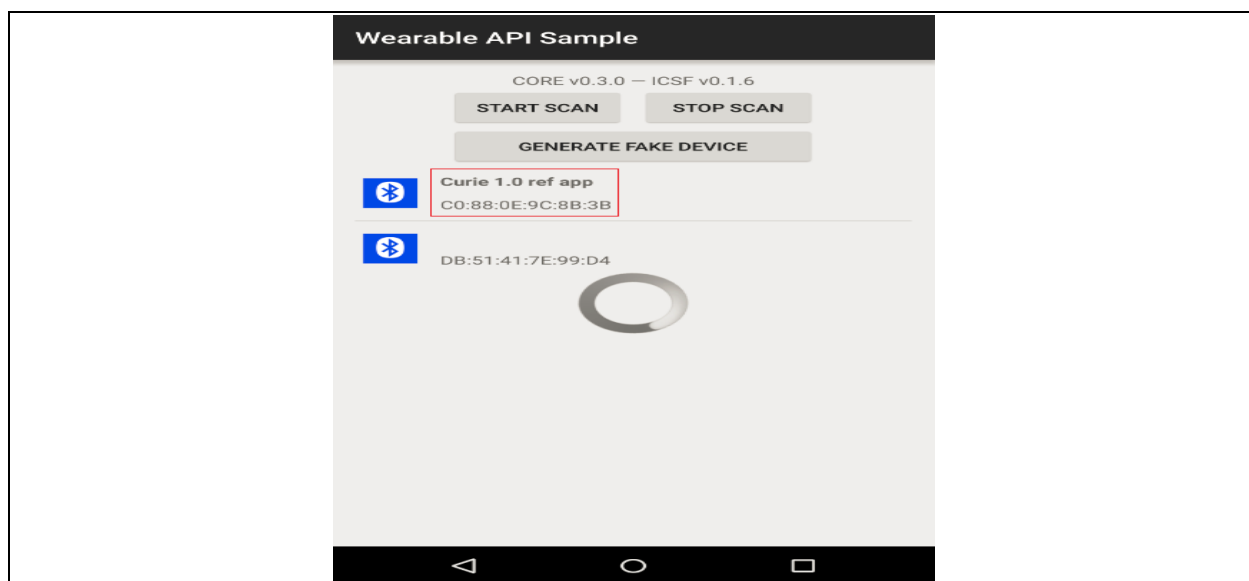 Wearable API Sample
CORE v0.3.0 — ICSF v0.1.6
START SCAN STOP SCAN
GENERATE FAKE DEVICE
Curie 1.0 ref app
C0:88:0E:9C:8B:3B
DB:51:41:7E:99:D4